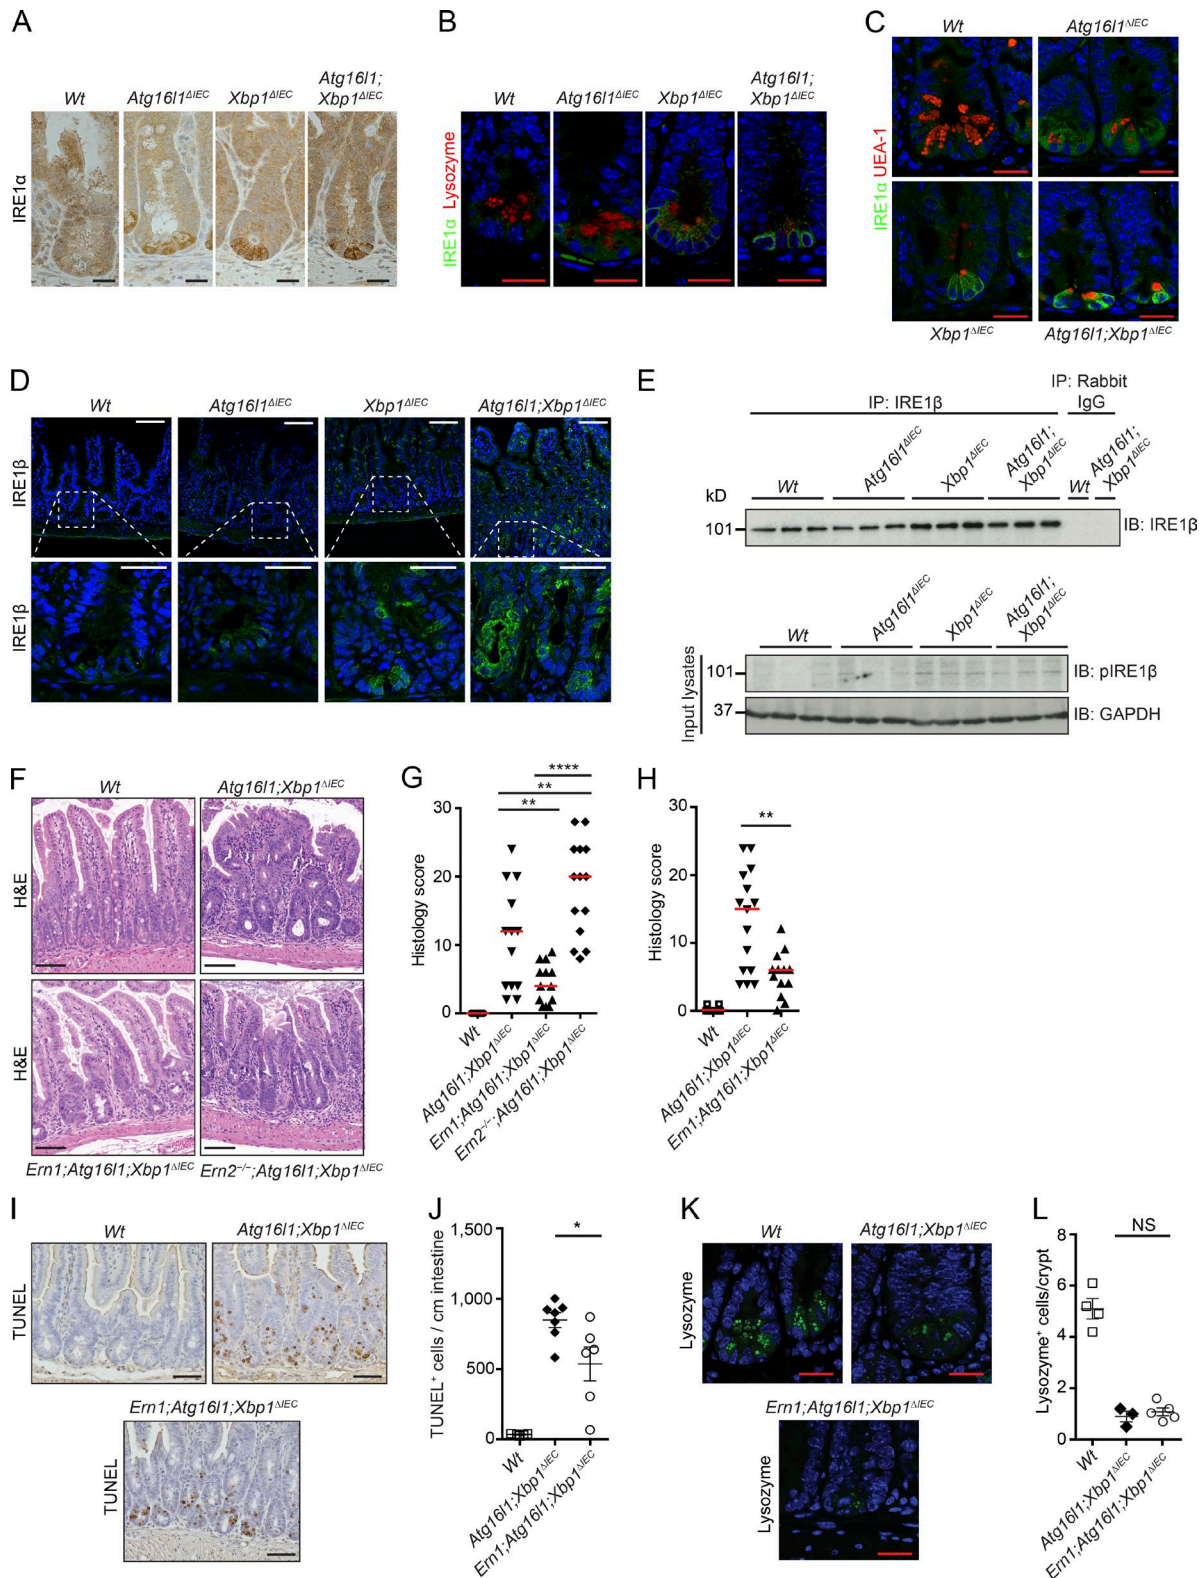 A
Wt
Atg16l1ΔIEC
Xbp1ΔIEC
Atg16l1;
Xbp1ΔIEC
IRE1α
B
Wt
Atg16l1ΔIEC
Xbp1ΔIEC
Atg16l1;
Xbp1ΔIEC
IRE1α Lysozyme
C
Wt
Atg16l1ΔIEC
IRE1α UEA-1
Xbp1ΔIEC
Atg16l1;Xbp1ΔIEC
D
Wt
Atg16l1ΔIEC
Xbp1ΔIEC
Atg16l1;Xbp1ΔIEC
IRE1β
IRE1β
E
IP: IRE1β
IP: Rabbit
IgG
kD
Wt
Atg16l1ΔIEC
Xbp1ΔIEC
Atg16l1;
Xbp1ΔIEC
Wt
Atg16l1;
Xbp1ΔIEC
101
IB: IRE1β
Wt
Atg16l1ΔIEC
Xbp1ΔIEC
Atg16l1;
Xbp1ΔIEC
Input lysates
101
IB: pIRE1β
37
IB: GAPDH
F
Wt
Atg16l1;Xbp1ΔIEC
H&E
H&E
Ern1;Atg16l1;Xbp1ΔIEC
Ern2–/–;Atg16l1;Xbp1ΔIEC
G
****
**
**
Histology score
30
20
10
0
Wt
Atg16l1;Xbp1ΔIEC
Ern1;Atg16l1;Xbp1ΔIEC
Ern2–/–;Atg16l1;Xbp1ΔIEC
H
**
Histology score
30
20
10
0
Wt
Atg16l1;Xbp1ΔIEC
Ern1;Atg16l1;Xbp1ΔIEC
I
Wt
Atg16l1;Xbp1ΔIEC
TUNEL
Ern1;Atg16l1;Xbp1ΔIEC
TUNEL
J
*
TUNEL+ cells / cm intestine
1,500
1,000
500
0
Wt
Atg16l1;Xbp1ΔIEC
Ern1;Atg16l1;Xbp1ΔIEC
K
Wt
Atg16l1;Xbp1ΔIEC
Lysozyme
Ern1;Atg16l1;Xbp1ΔIEC
Lysozyme
L
NS
Lysozyme+ cells/crypt
8
6
4
2
0
Wt
Atg16l1;Xbp1ΔIEC
Ern1;Atg16l1;Xbp1ΔIEC